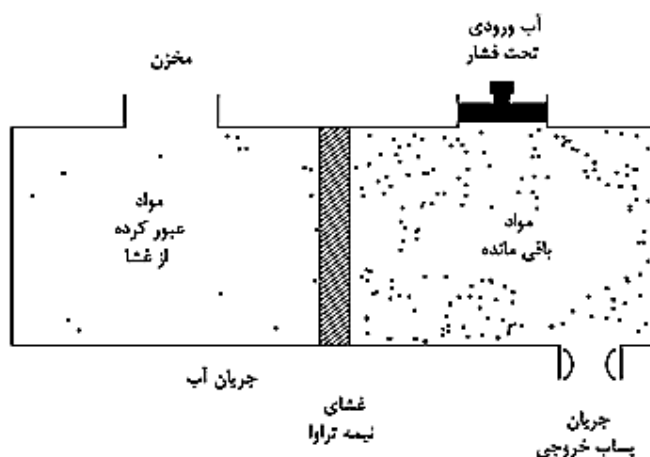 آب ورودی
تحت فشار
مخزن
مواد
باقی مانده
مواد
عبور کرده
از غشا
جریان آب
غشای
نیمه تراوا
جریان
پساب خروجی